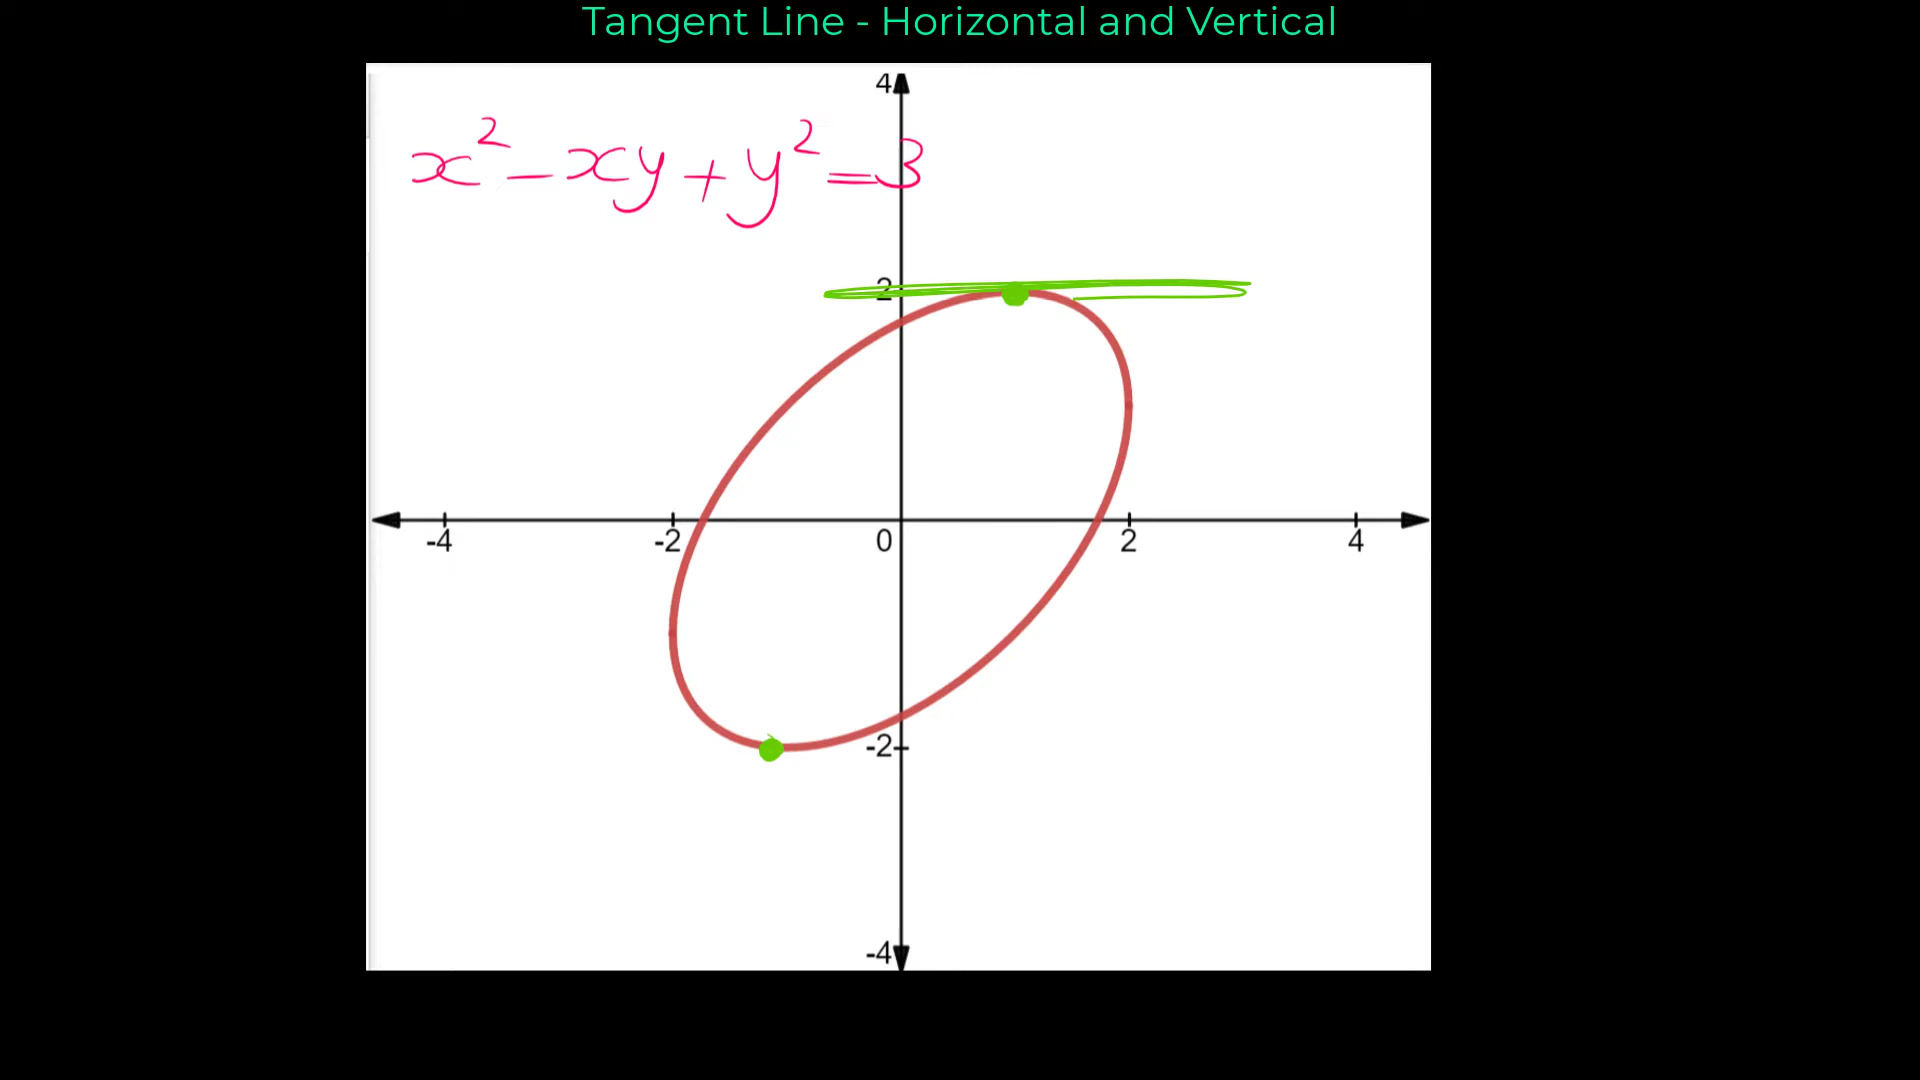 Tangent Line - Horizontal and Vertical
4
x² - xy + y² = 3
2
-4 -2 0 2 4
-2
-4